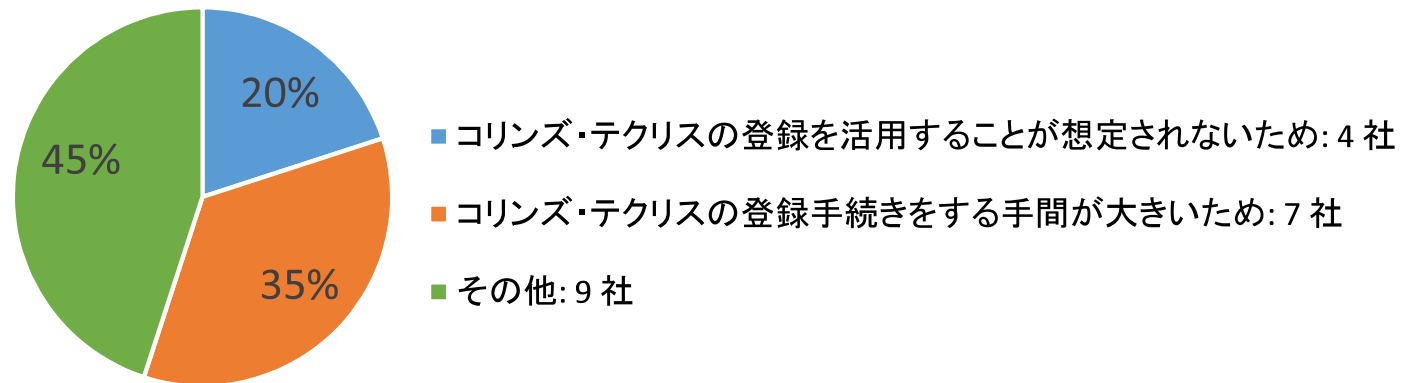 20%
コリンズ・テクリスの登録を活用することが想定されないため: 4 社
45%
コリンズ・テクリスの登録手続きをする手間が大きいため: 7 社
35%
その他: 9 社